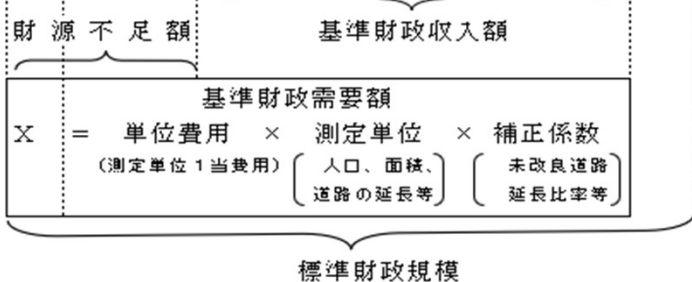 財源不足額 基準財政収入額
基準財政需要額
X = 単位費用 × 測定単位 × 補正係数
(測定単位1当費用) 人口、面積、 未改良道路
道路の延長等 延長比率等
標準財政規模